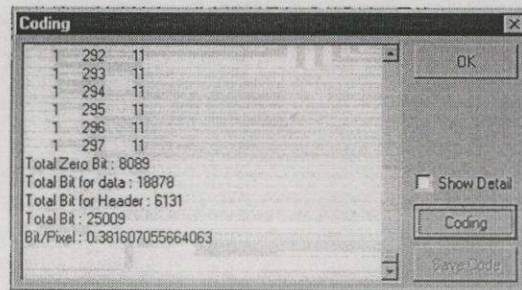 Coding
1 292 11
1 293 11
1 294 11
1 295 11
1 296 11
1 297 11
Total Zero Bit : 8089
Total Bit for data : 18878
Total Bit for Header : 6131
Total Bit : 25009
Bit/Pixel : 0.381607055664063
OK
Show Detail
Coding
Save Code